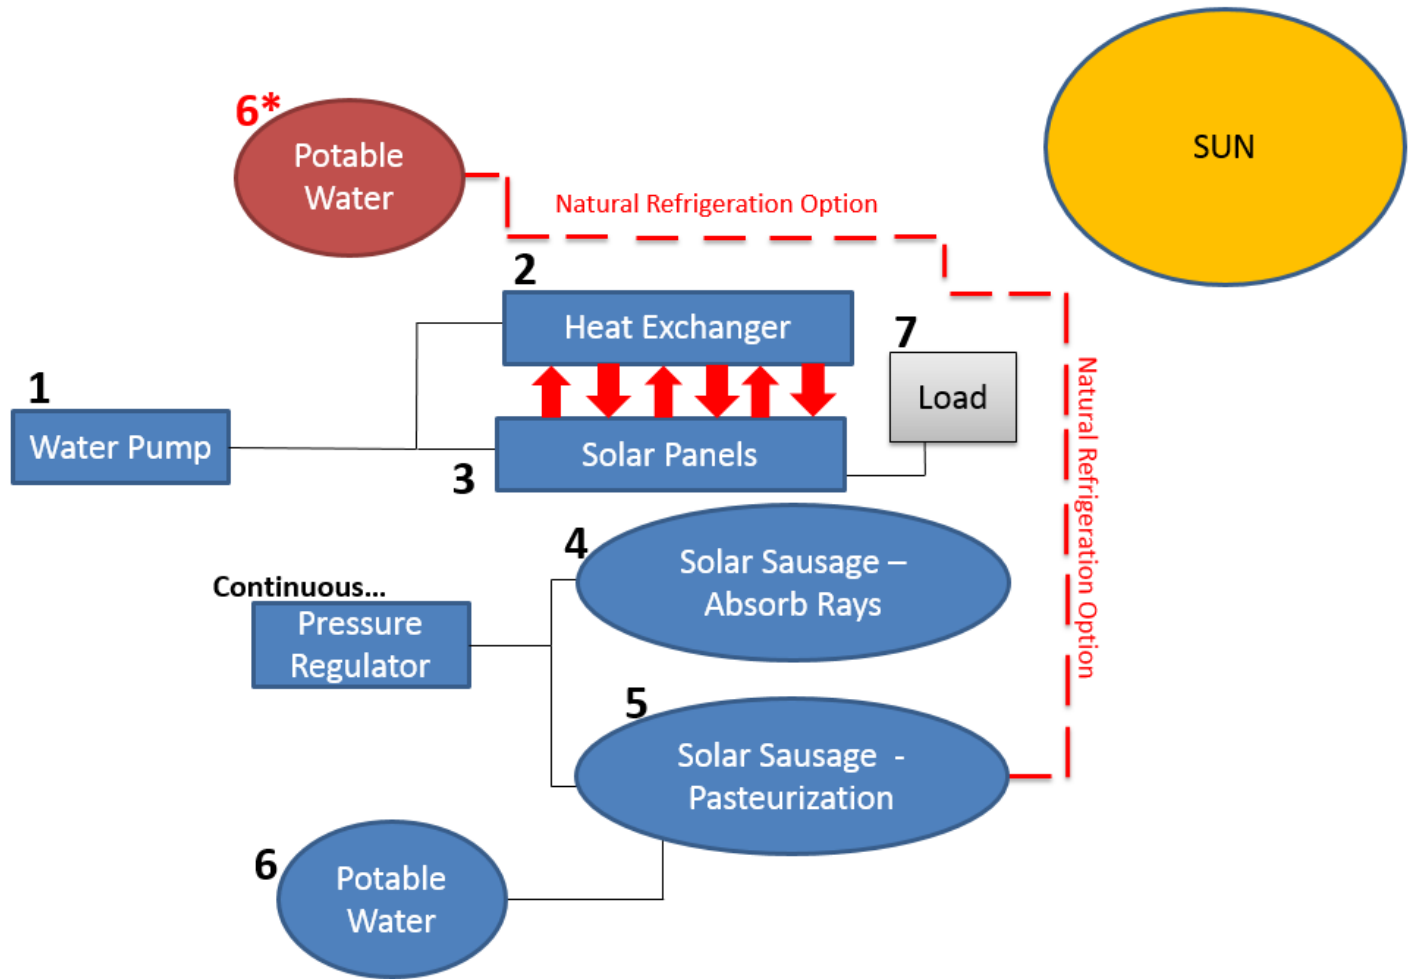 SUN
6*
Potable
Water
Natural Refrigeration Option
2
Heat Exchanger
7
Load
1
Water Pump
3
Solar Panels
Natural Refrigeration Option
4
Solar Sausage –
Absorb Rays
Continuous...
Pressure
Regulator
5
Solar Sausage -
Pasteurization
6
Potable
Water